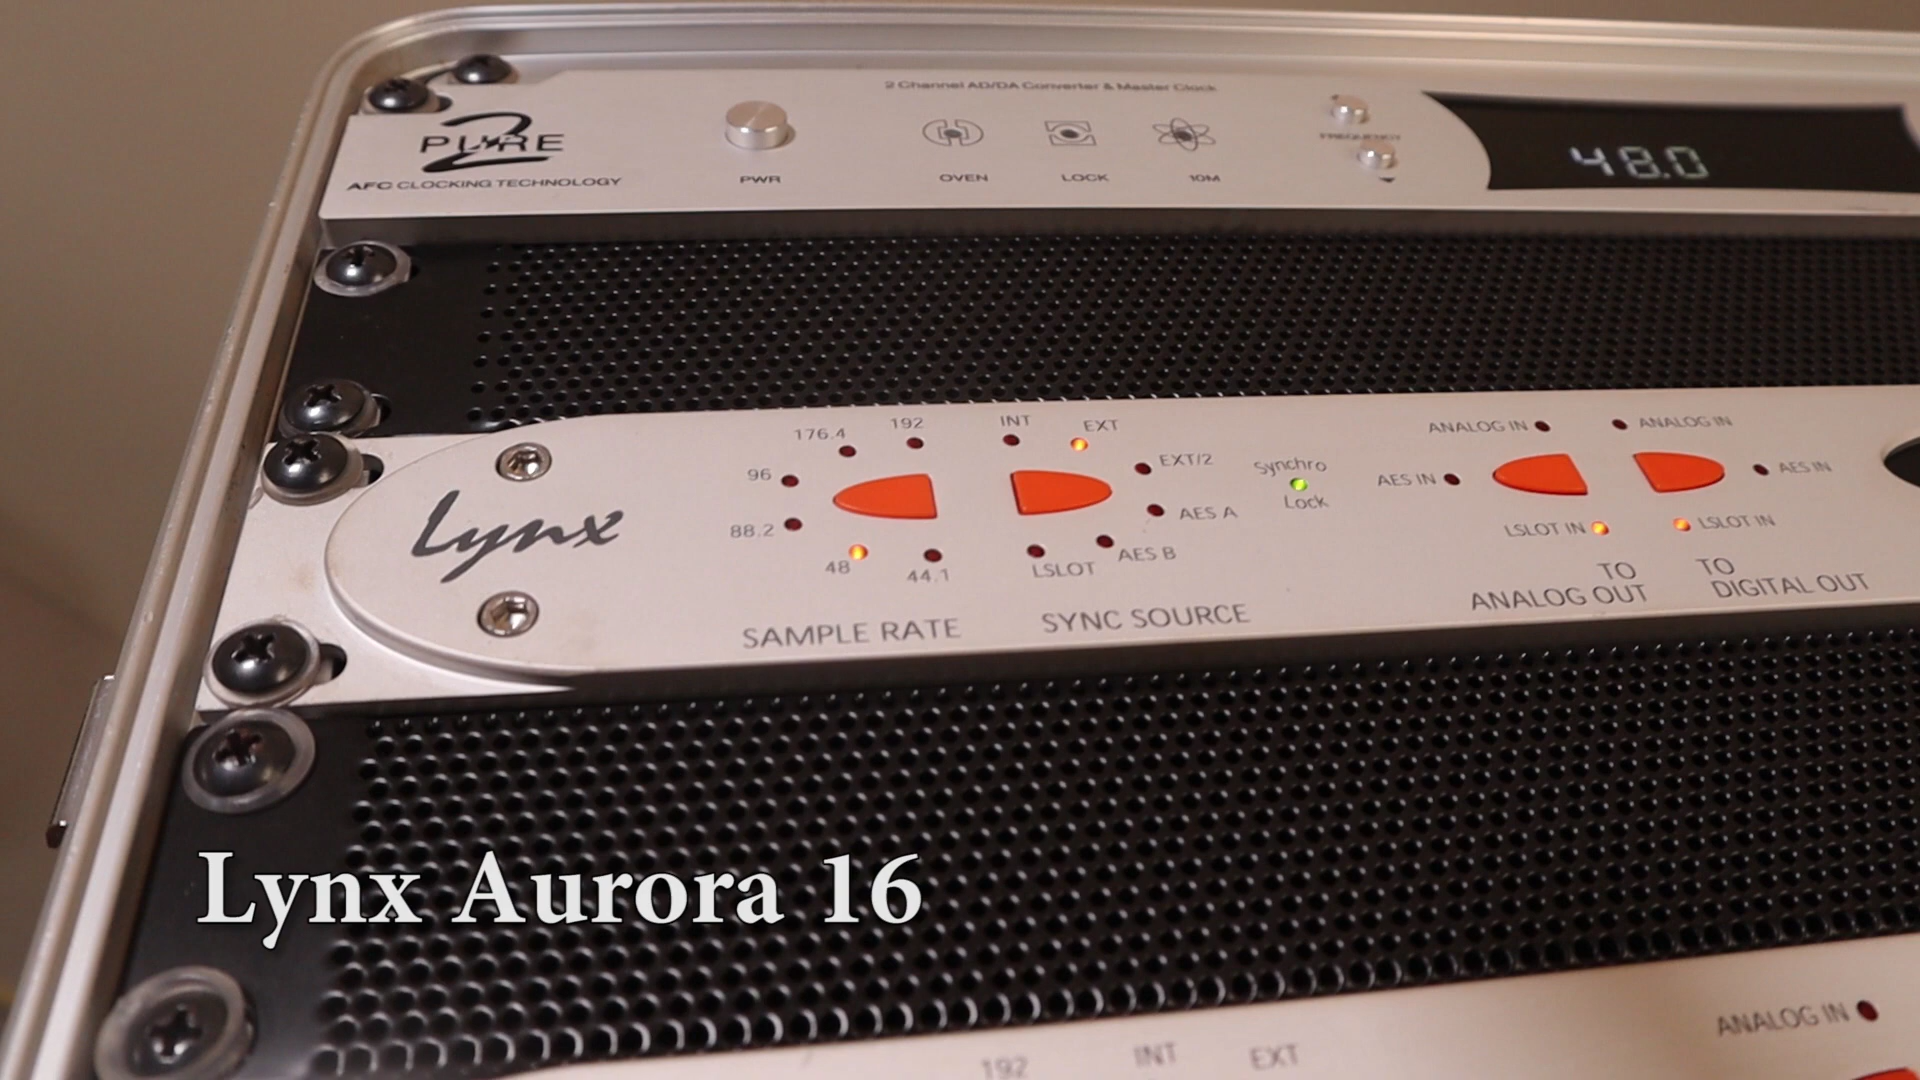 2 Channel AD/DA Converter & Master Clock
PURE 2
AFC CLOCKING TECHNOLOGY
PWR
OVEN
LOCK
10M
FREQUENCY
48.0
Lynx
176.4
192
96
88.2
48
44.1
SAMPLE RATE
INT
EXT
EXT/2
AES A
AES B
LSLOT
SYNC SOURCE
Synchro
Lock
ANALOG IN
AES IN
LSLOT IN
TO
ANALOG OUT
ANALOG IN
AES IN
LSLOT IN
TO
DIGITAL OUT
Lynx Aurora 16
192
INT
EXT
ANALOG IN